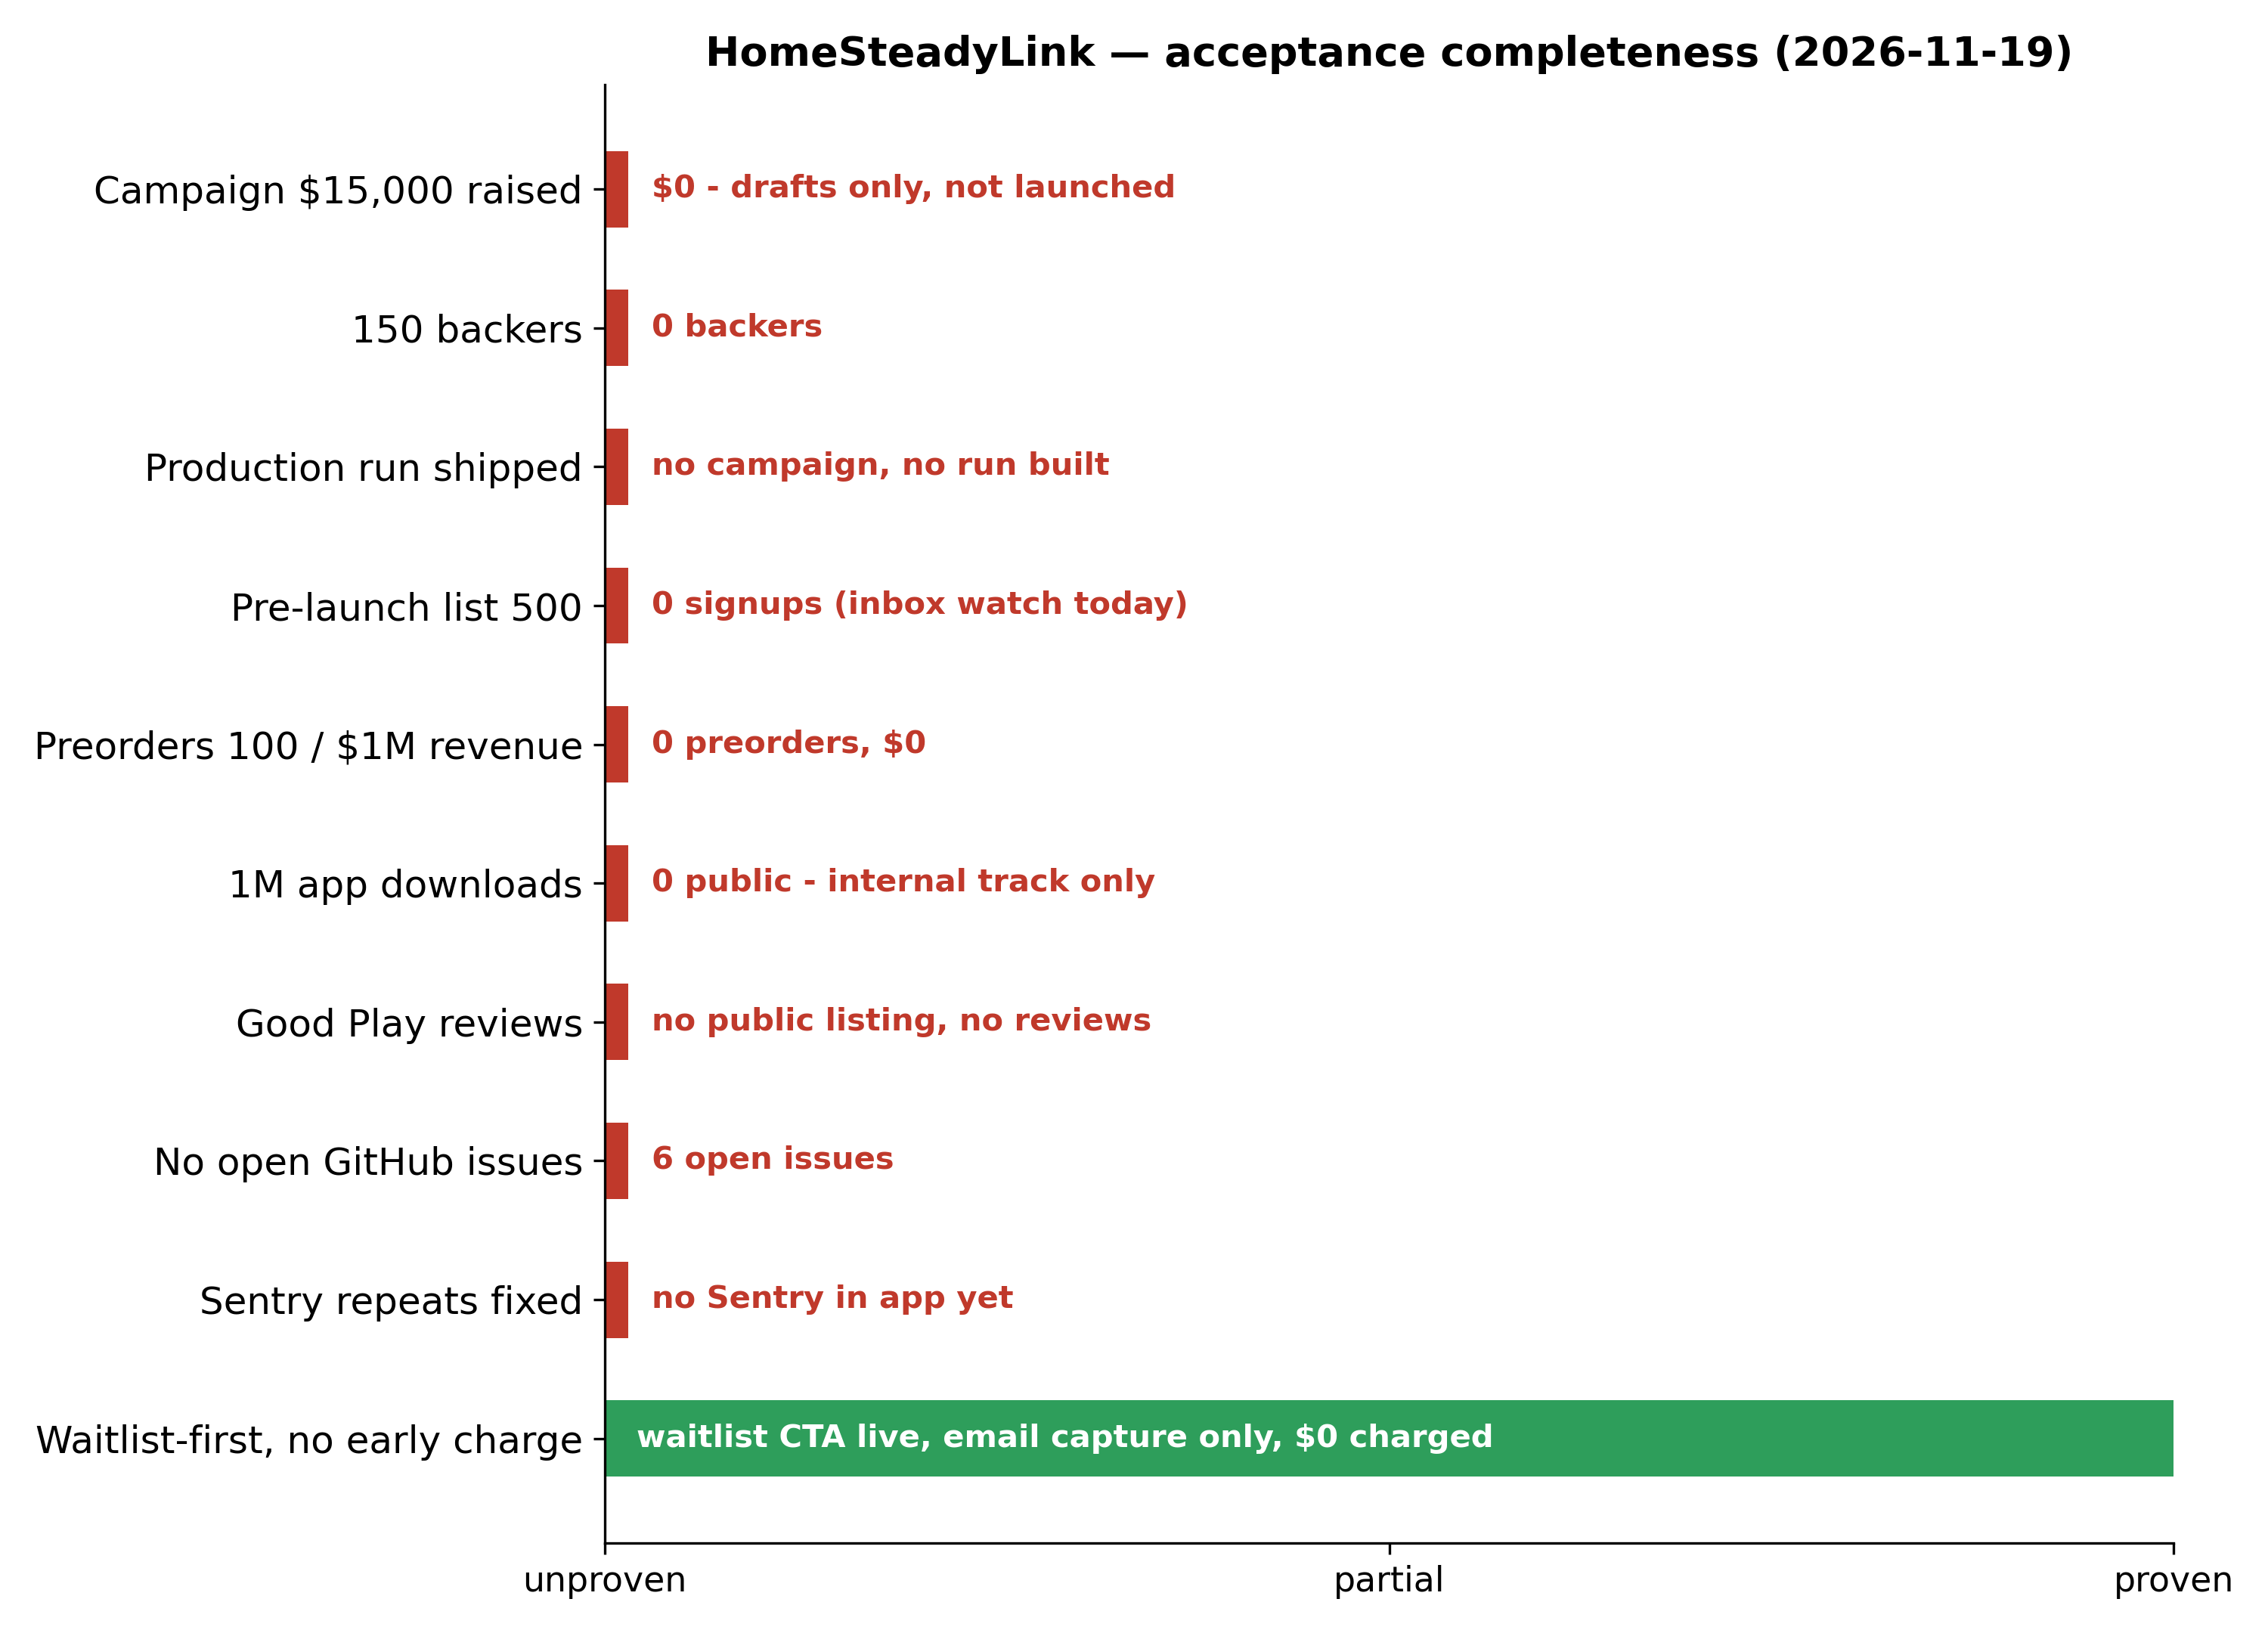 HomeSteadyLink — acceptance completeness (2026-11-19)
Campaign $15,000 raised
$0 - drafts only, not launched
150 backers
0 backers
Production run shipped
no campaign, no run built
Pre-launch list 500
0 signups (inbox watch today)
Preorders 100 / $1M revenue
0 preorders, $0
1M app downloads
0 public - internal track only
Good Play reviews
no public listing, no reviews
No open GitHub issues
6 open issues
Sentry repeats fixed
no Sentry in app yet
Waitlist-first, no early charge
waitlist CTA live, email capture only, $0 charged
unproven
partial
proven